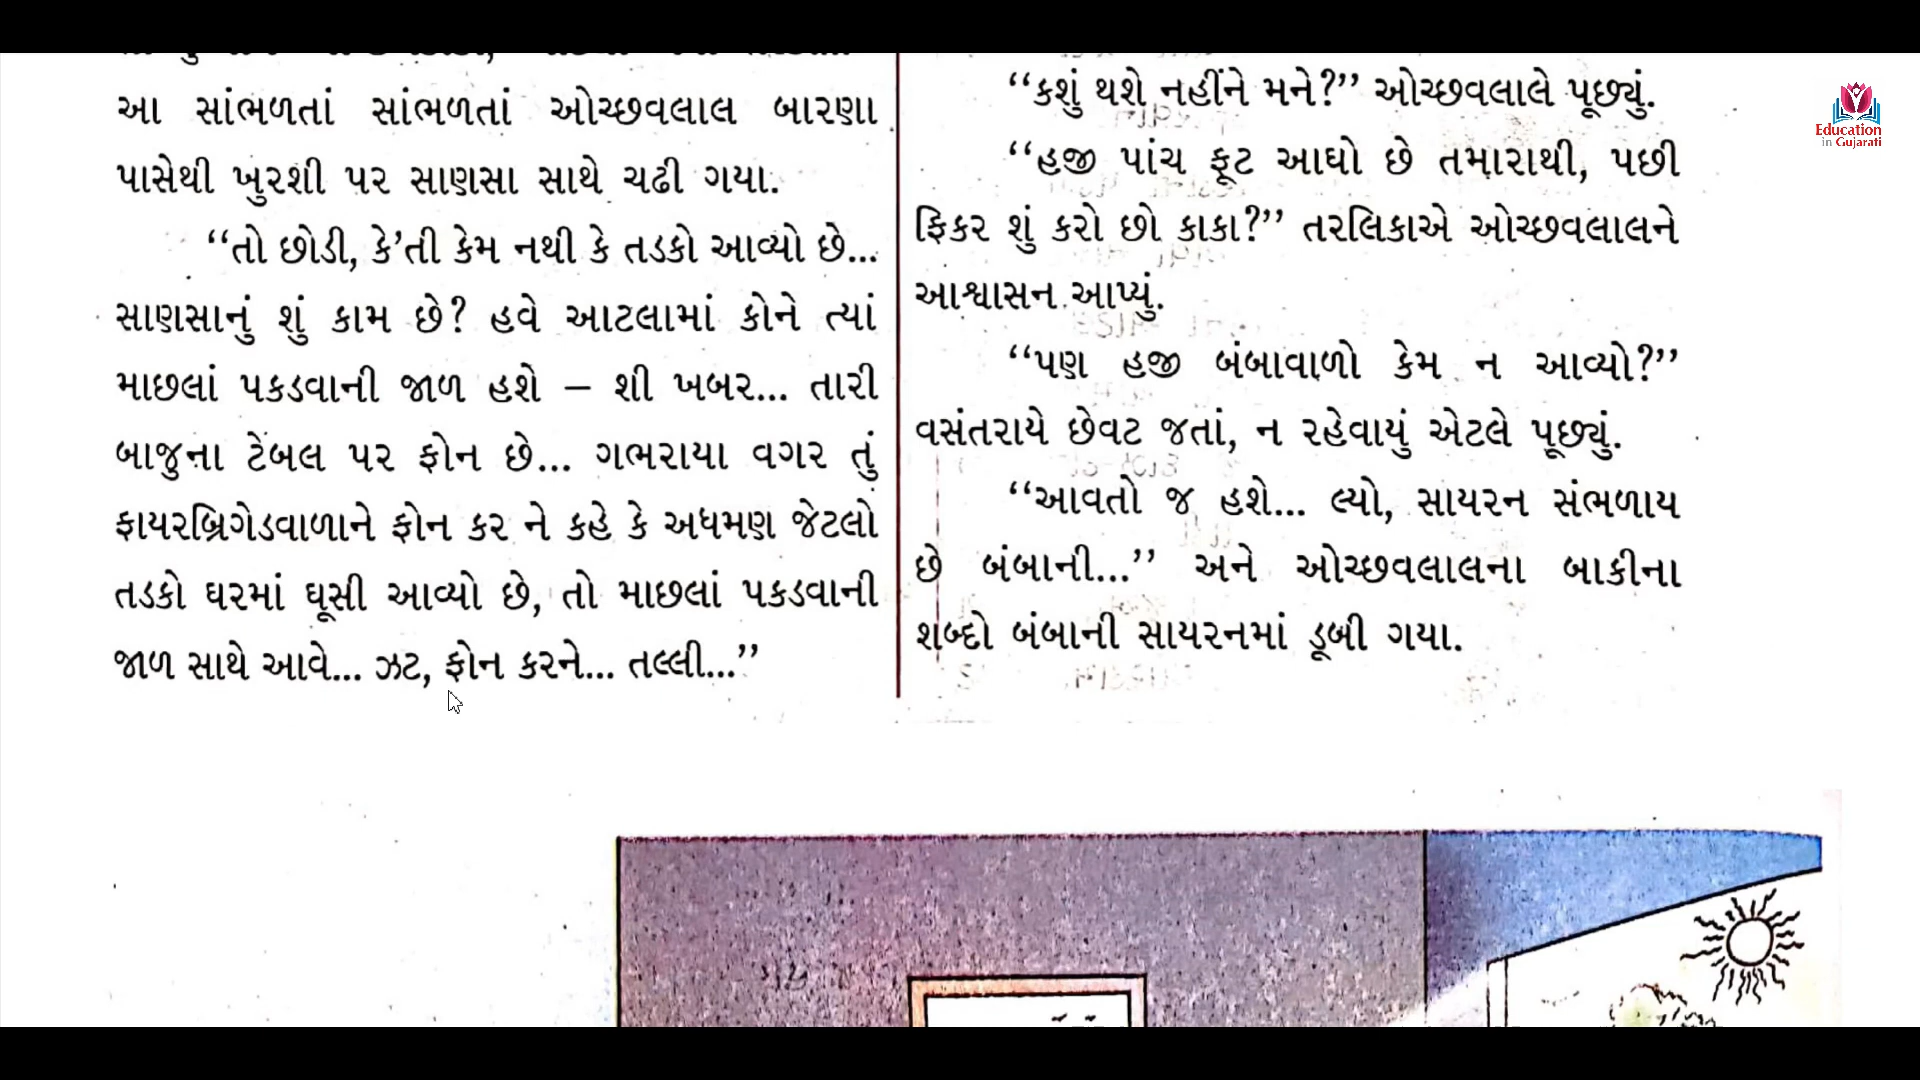 આ સાંભળતાં સાંભળતાં ઓચ્છવલાલ બારણા
પાસેથી ખુરશી પર સાણસા સાથે ચઢી ગયા.
“તો છોડી, કે’તી કેમ નથી કે તડકો આવ્યો છે...
સાણસાનું શું કામ છે? હવે આટલામાં કોને ત્યાં
માછલાં પકડવાની જાળ હશે – શી ખબર... તારી
બાજુના ટેબલ પર ફોન છે... ગભરાયા વગર તું
ફાયરબ્રિગેડવાળાને ફોન કર ને કહે કે અધમણ જેટલો
તડકો ઘરમાં ઘૂસી આવ્યો છે, તો માછલાં પકડવાની
જાળ સાથે આવે... ઝટ, ફોન કરને... તલ્લી...”
“કશું થશે નહીંને મને?” ઓચ્છવલાલે પૂછ્યું.
“હજી પાંચ ફૂટ આઘો છે તમારાથી, પછી
ફિકર શું કરો છો કાકા?” તરલિકાએ ઓચ્છવલાલને
આશ્વાસન આપ્યું.
“પણ હજી બંબાવાળો કેમ ન આવ્યો?”
વસંતરાયે છેવટ જતાં, ન રહેવાયું એટલે પૂછ્યું.
“આવતો જ હશે... લ્યો, સાયરન સંભળાય
છે બંબાની...” અને ઓચ્છવલાલના બાકીના
શબ્દો બંબાની સાયરનમાં ડૂબી ગયા.
Education
in Gujarati